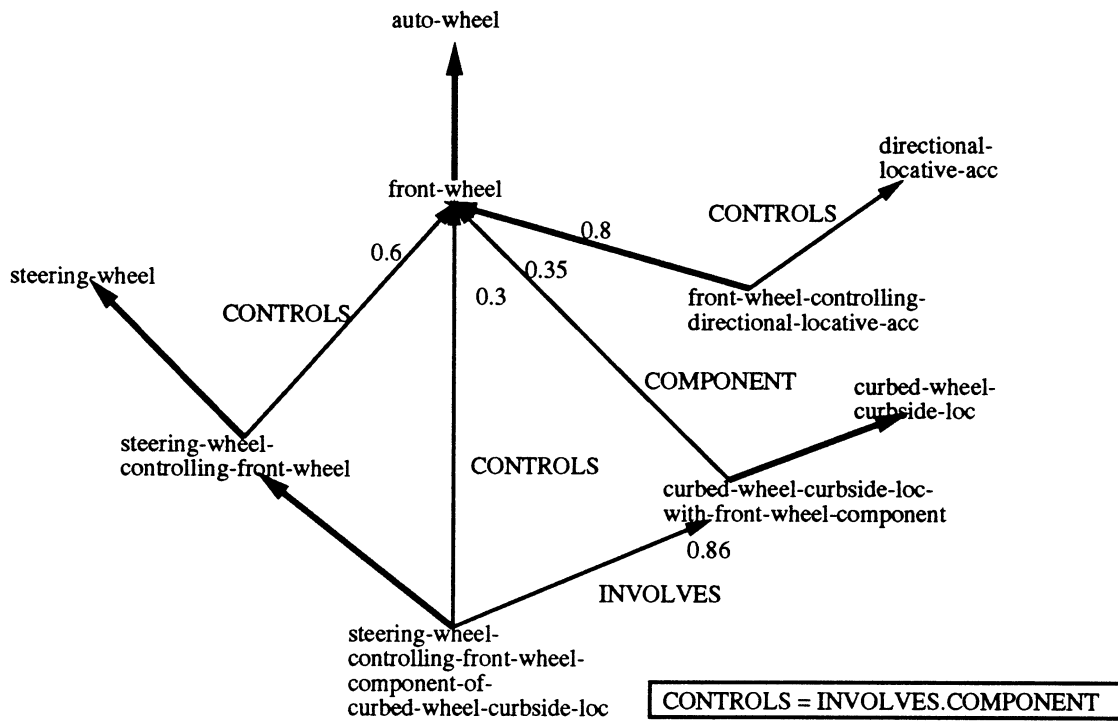 auto-wheel
directional-
locative-acc
front-wheel
CONTROLS
0.8
0.6
0.35
steering-wheel
0.3
front-wheel-controlling-
directional-locative-acc
CONTROLS
COMPONENT
curbed-wheel-
curbside-loc
steering-wheel-
controlling-front-wheel
CONTROLS
curbed-wheel-curbside-loc-
with-front-wheel-component
0.86
INVOLVES
steering-wheel-
controlling-front-wheel-
component-of-
curbed-wheel-curbside-loc
CONTROLS = INVOLVES.COMPONENT